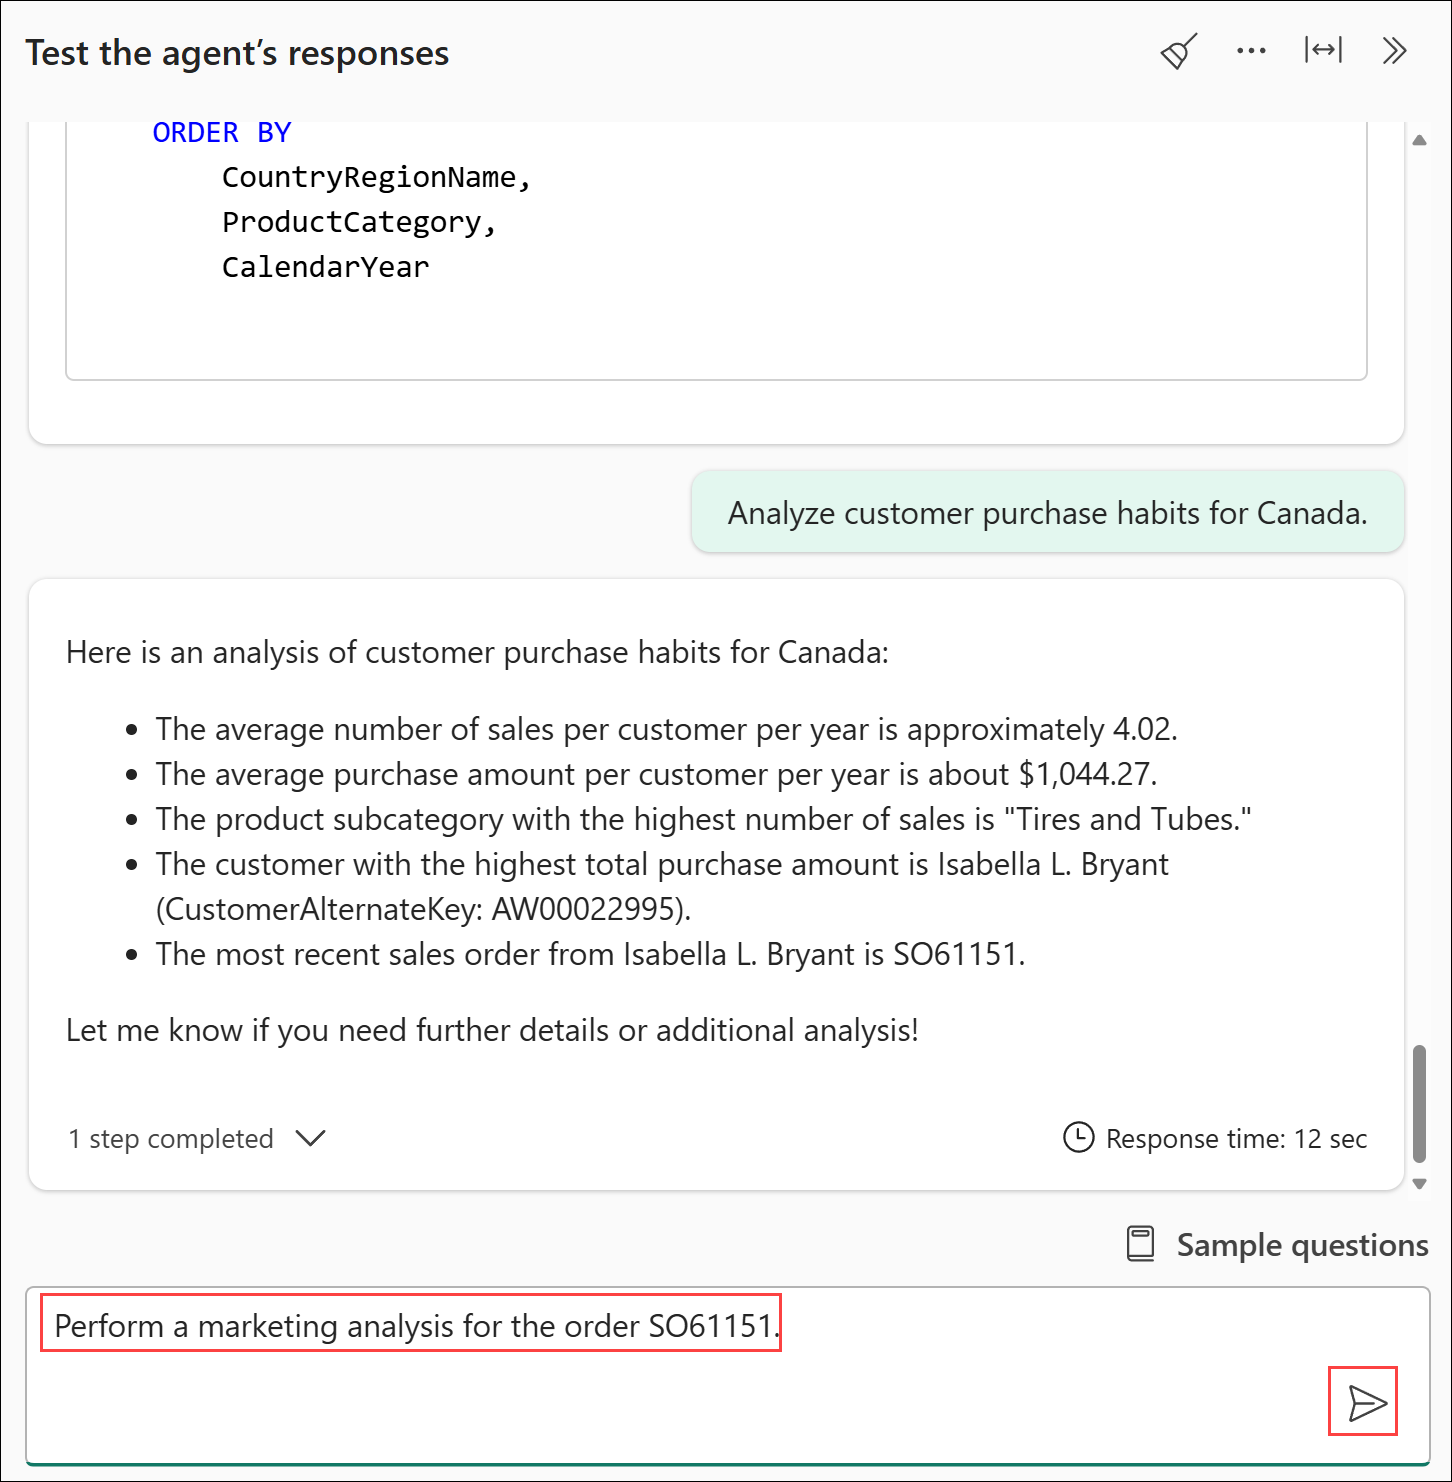 Test the agent’s responses
ORDER BY
CountryRegionName,
ProductCategory,
CalendarYear
Analyze customer purchase habits for Canada.
Here is an analysis of customer purchase habits for Canada:
• The average number of sales per customer per year is approximately 4.02.
• The average purchase amount per customer per year is about $1,044.27.
• The product subcategory with the highest number of sales is "Tires and Tubes."
• The customer with the highest total purchase amount is Isabella L. Bryant
(CustomerAlternateKey: AW00022995).
• The most recent sales order from Isabella L. Bryant is SO61151.
Let me know if you need further details or additional analysis!
1 step completed
Response time: 12 sec
Sample questions
Perform a marketing analysis for the order SO61151.